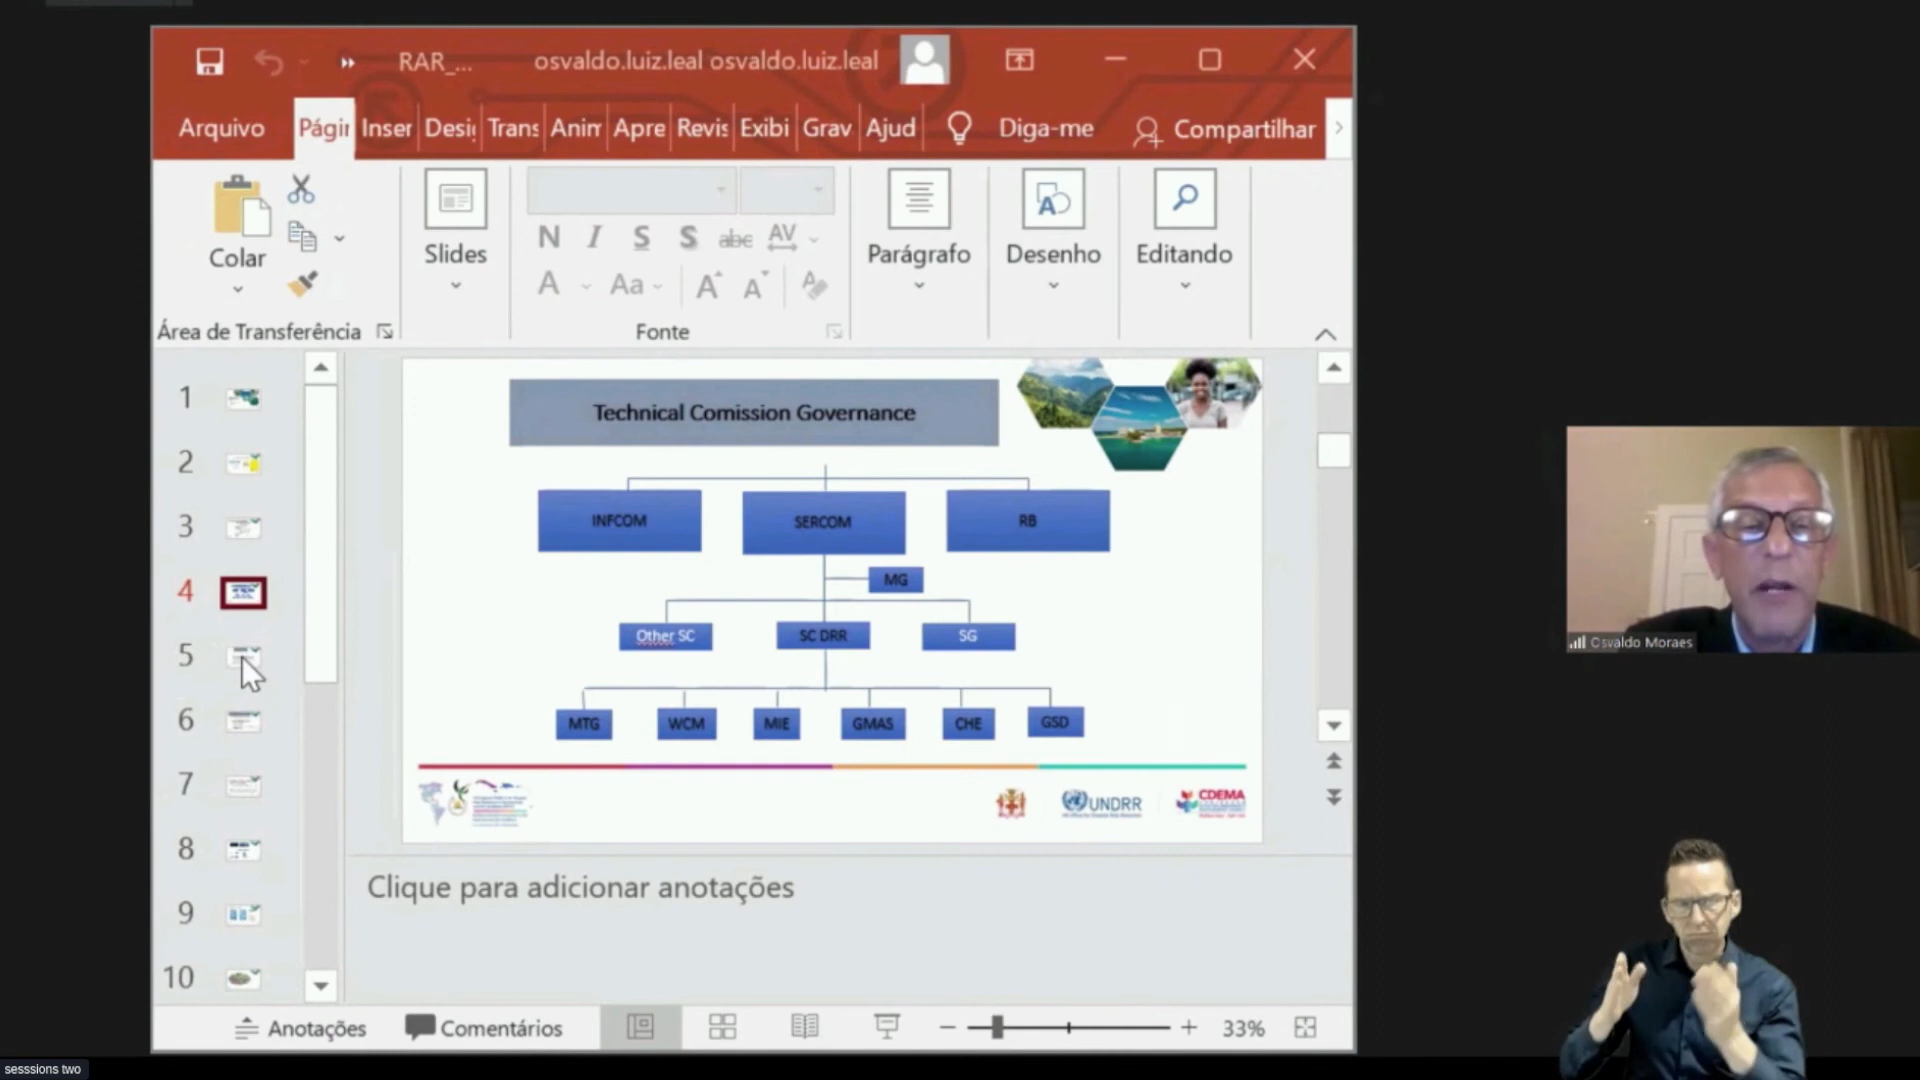 RAR_...
osvaldo.luiz.leal osvaldo.luiz.leal
Arquivo
Págir
Inser
Desi
Trans
Anim
Apre
Revis
Exibi
Grav
Ajud
Diga-me
Compartilhar
Colar
Slides
N I S S abc AV
A Aa A A A
Parágrafo
Desenho
Editando
Área de Transferência
Fonte
1
2
3
4
5
6
7
8
9
10
Technical Comission Governance
INFCOM
SERCOM
RB
MG
Other SC
SC DRR
SG
MTG
WCM
MIE
GMAS
CHE
GSD
UNDRR
CDEMA
Clique para adicionar anotações
Anotações
Comentários
33%
Osvaldo Moraes
sesssions two